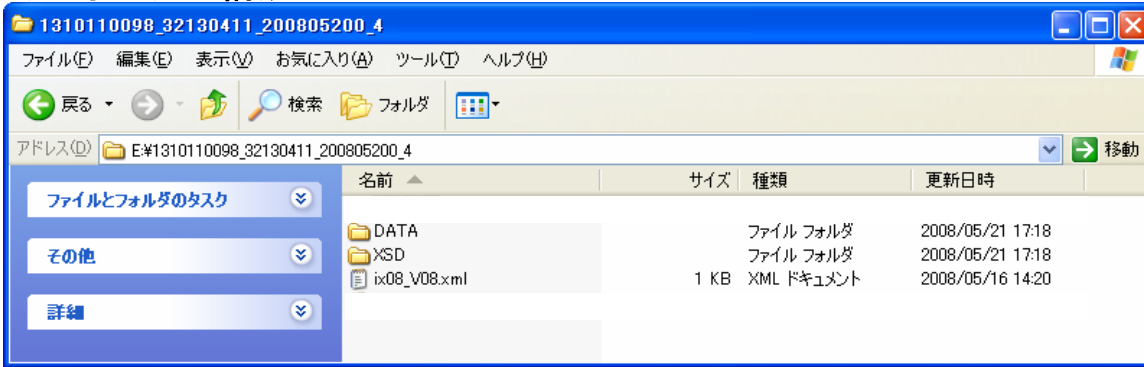 1310110098_32130411_200805200_4
ファイル(F) 編集(E) 表示(V) お気に入り(A) ツール(T) ヘルプ(H)
戻る 検索 フォルダ
アドレス(D) E:¥1310110098_32130411_200805200_4 移動
ファイルとフォルダのタスク
その他
詳細
名前 サイズ 種類 更新日時
DATA ファイル フォルダ 2008/05/21 17:18
XSD ファイル フォルダ 2008/05/21 17:18
ix08_V08.xml 1 KB XML ドキュメント 2008/05/16 14:20